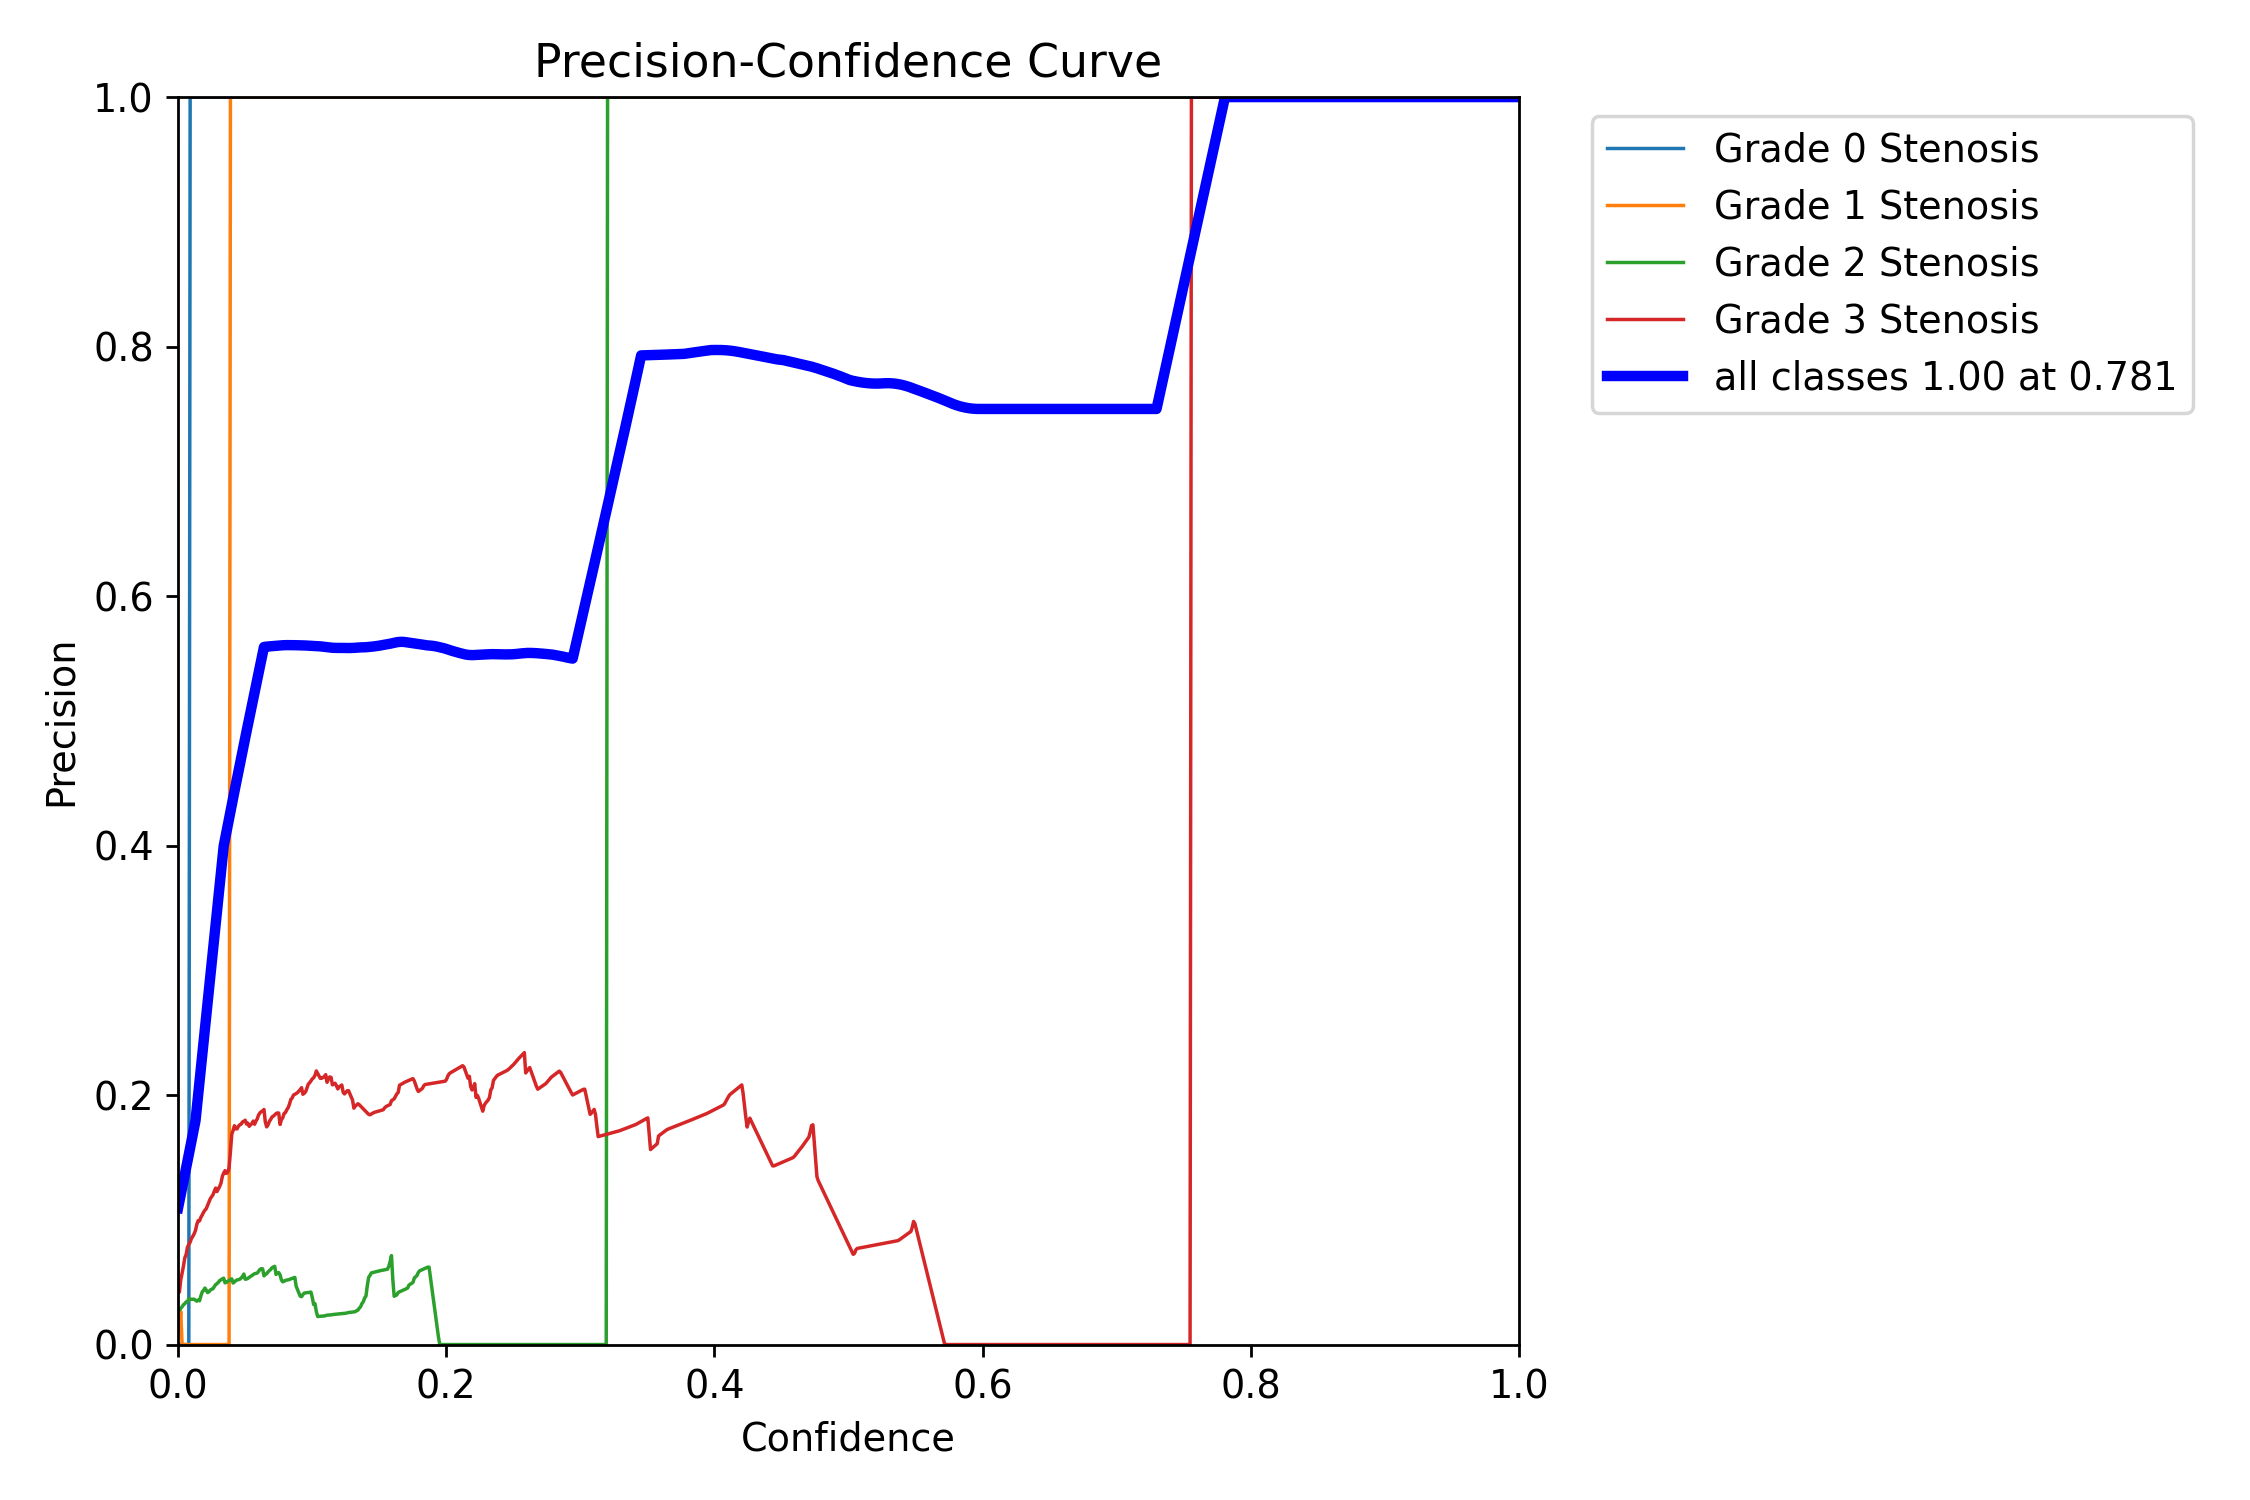 Precision-Confidence Curve
1.0
0.8
0.6
0.4
0.2
0.0
Precision
0.0 0.2 0.4 0.6 0.8 1.0
Confidence
Grade 0 Stenosis
Grade 1 Stenosis
Grade 2 Stenosis
Grade 3 Stenosis
all classes 1.00 at 0.781